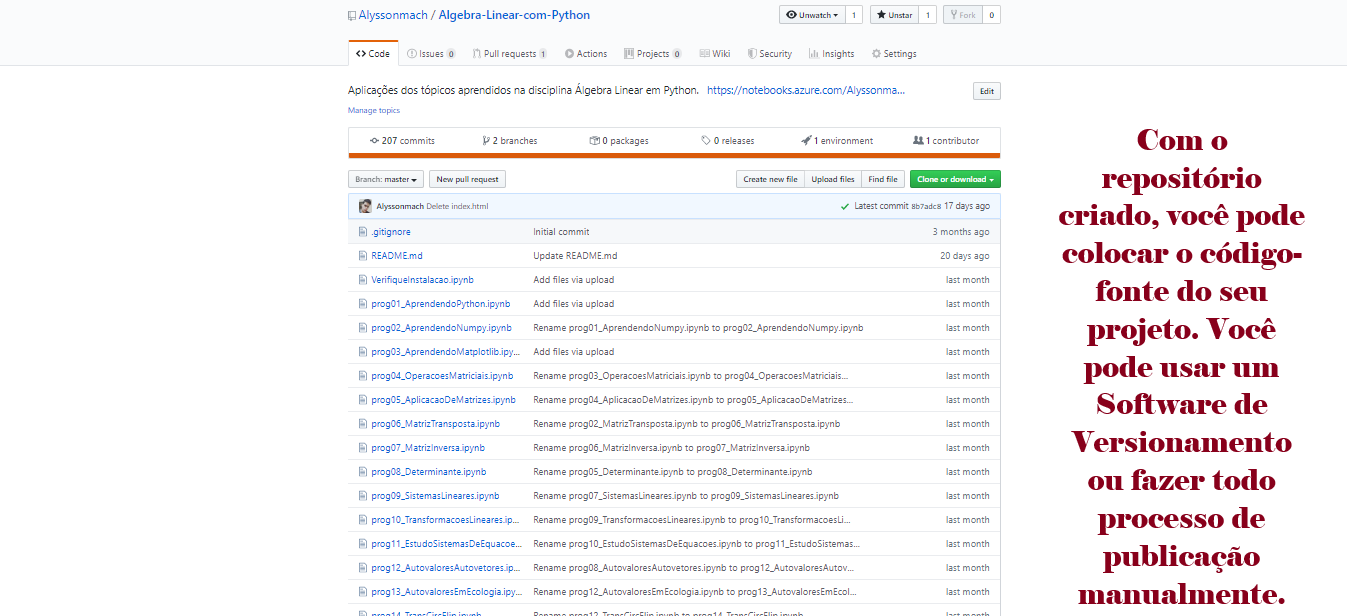 Alyssonmach / Algebra-Linear-com-Python
Unwatch 1 Unstar 1 Fork 0
Code Issues 0 Pull requests 1 Actions Projects 0 Wiki Security Insights Settings
Aplicações dos tópicos aprendidos na disciplina Álgebra Linear em Python. https://notebooks.azure.com/Alyssonma...
Edit
Manage topics
207 commits 2 branches 0 packages 0 releases 1 environment 1 contributor
Branch: master New pull request Create new file Upload files Find file Clone or download
Alyssonmach Delete index.html Latest commit 8b7adc8 17 days ago
.gitignore Initial commit 3 months ago
README.md Update README.md 20 days ago
VerifiqueInstalacao.ipynb Add files via upload last month
prog01_AprendendoPython.ipynb Add files via upload last month
prog02_AprendendoNumpy.ipynb Rename prog01_AprendendoNumpy.ipynb to prog02_AprendendoNumpy.ipynb last month
prog03_AprendendoMatplotlib.ipy... Add files via upload last month
prog04_OperacoesMatriciais.ipynb Rename prog03_OperacoesMatriciais.ipynb to prog04_OperacoesMatriciais... last month
prog05_AplicacaoDeMatrizes.ipynb Rename prog04_AplicacaoDeMatrizes.ipynb to prog05_AplicacaoDeMatrizes... last month
prog06_MatrizTransposta.ipynb Rename prog02_MatrizTransposta.ipynb to prog06_MatrizTransposta.ipynb last month
prog07_MatrizInversa.ipynb Rename prog06_MatrizInversa.ipynb to prog07_MatrizInversa.ipynb last month
prog08_Determinante.ipynb Rename prog05_Determinante.ipynb to prog08_Determinante.ipynb last month
prog09_SistemasLineares.ipynb Rename prog07_SistemasLineares.ipynb to prog09_SistemasLineares.ipynb last month
prog10_TransformacoesLineares.ip... Rename prog09_TransformacoesLineares.ipynb to prog10_TransformacoesLi... last month
prog11_EstudoSistemasDeEquacoe... Rename prog10_EstudoSistemasDeEquacoes.ipynb to prog11_EstudoSistemas... last month
prog12_AutovaloresAutovetores.ip... Rename prog08_AutovaloresAutovetores.ipynb to prog12_AutovaloresAutov... last month
prog13_AutovaloresEmEcologia.ipy... Rename prog12_AutovaloresEmEcologia.ipynb to prog13_AutovaloresEmEcol... last month
prog14_TransCisrElip.ipynb Rename prog13_TransCisrElip.ipynb to prog14_TransCisrElip.ipynb last month
Com o
repositório
criado, você pode
colocar o código-
fonte do seu
projeto. Você
pode usar um
Software de
Versionamento
ou fazer todo
processo de
publicação
manualmente.